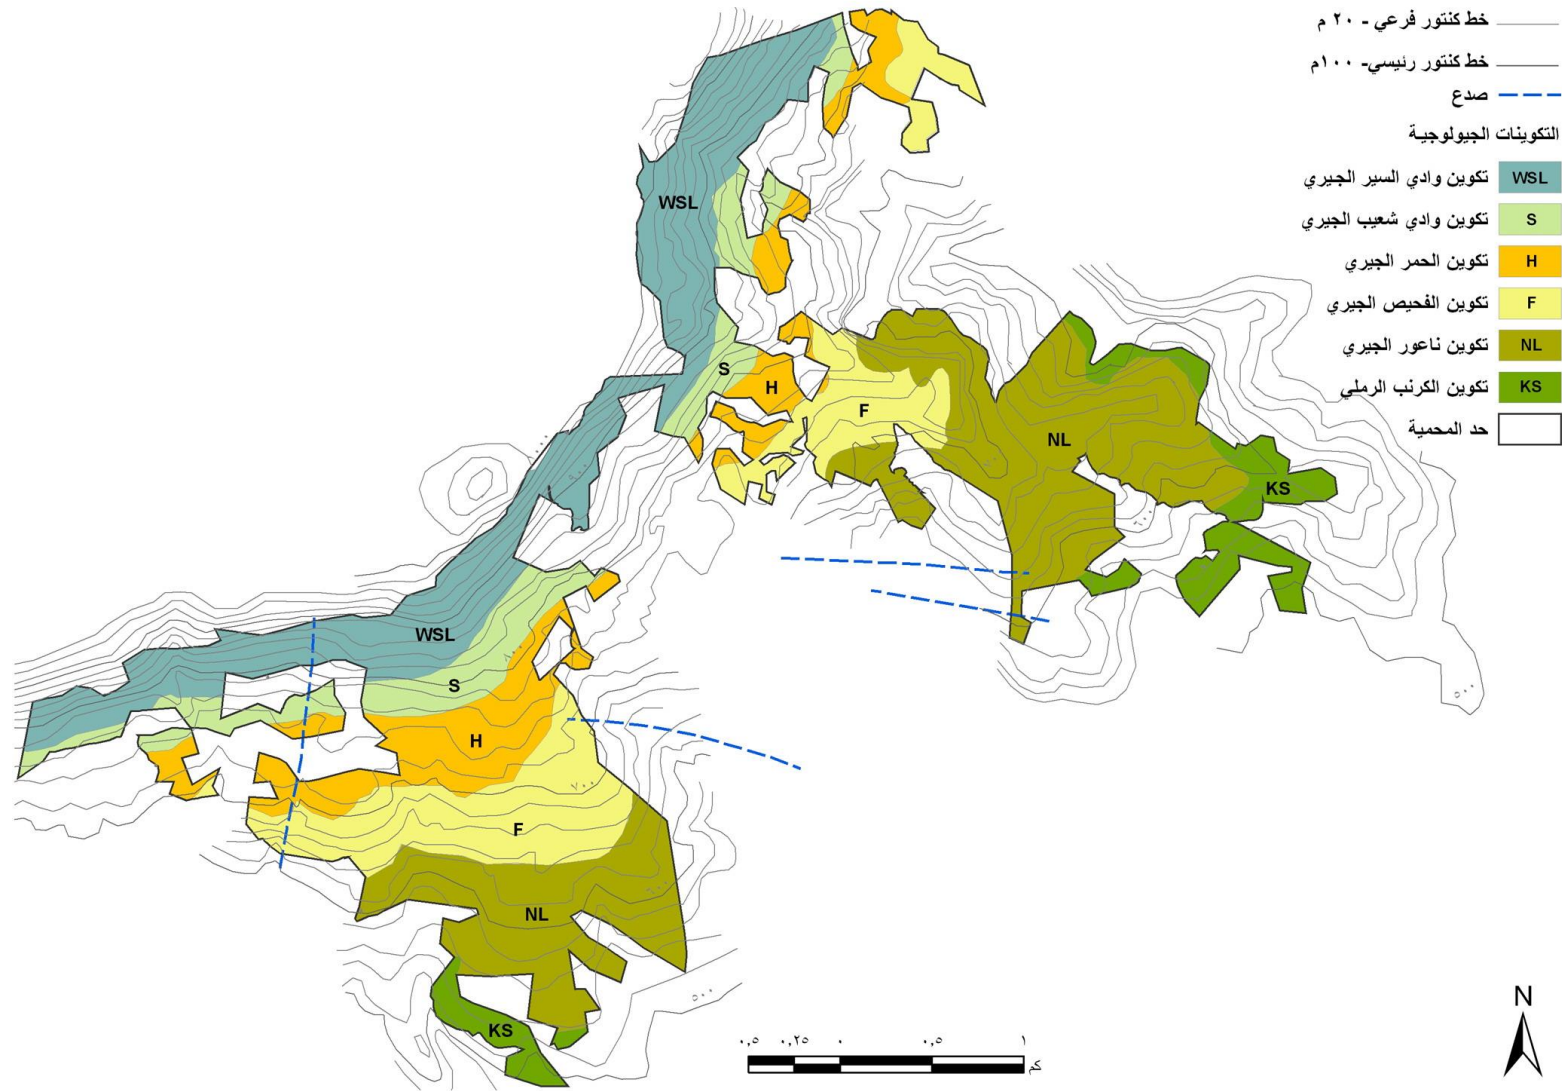 خط كنتور فرعي - ٢٠ م
خط كنتور رئيسي- ١٠٠م
صدع
التكوينات الجيولوجية
WSL تكوين وادي السير الجيري
S تكوين وادي شعيب الجيري
H تكوين الحمر الجيري
F تكوين الفحيص الجيري
NL تكوين ناعور الجيري
KS تكوين الكرنب الرملي
حد المحمية
WSL
S
H
F
NL
KS
WSL
S
H
F
NL
KS
٨٠٠
٧٠٠
٥٠٠
٥٠٠
N
٠,٥ ٠,٢٥ ٠ ٠,٥ ١
كم